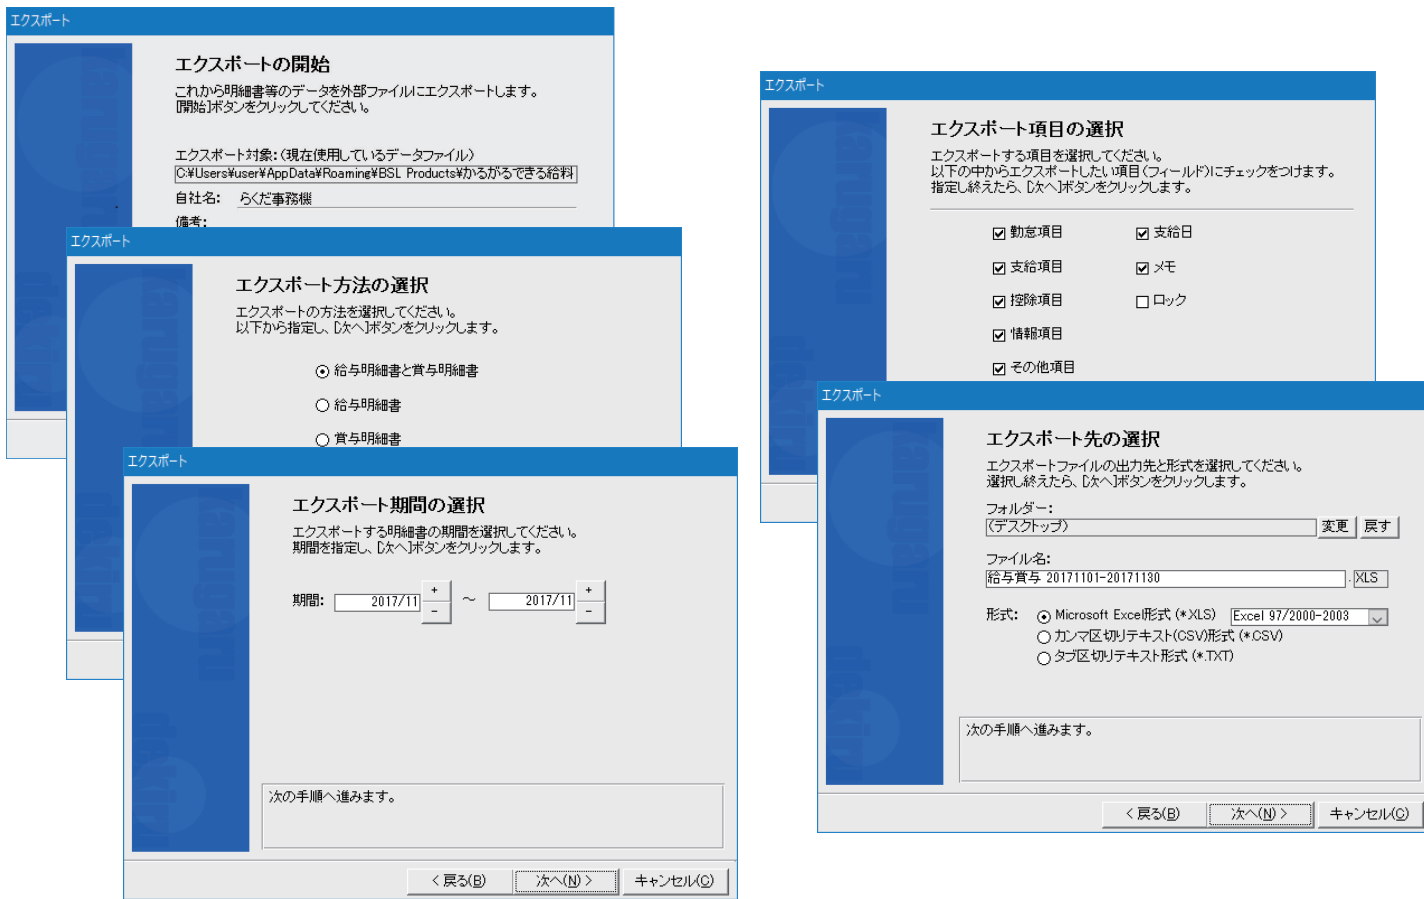 エクスポート
エクスポートの開始
これから明細書等のデータを外部ファイルにエクスポートします。
[開始]ボタンをクリックしてください。
エクスポート対象:(現在使用しているデータファイル)
C:¥Users¥user¥AppData¥Roaming¥BSL Products¥かるがるできる給料
自社名: らくだ事務機
備考:
エクスポート
エクスポート方法の選択
エクスポートの方法を選択してください。
以下から指定し、[次へ]ボタンをクリックします。
給与明細書と賞与明細書
給与明細書
賞与明細書
エクスポート
エクスポート期間の選択
エクスポートする明細書の期間を選択してください。
期間を指定し、[次へ]ボタンをクリックします。
期間: 2017/11 + - ～ 2017/11 + -
次の手順へ進みます。
< 戻る(B) 次へ(N) > キャンセル(C)
エクスポート
エクスポート項目の選択
エクスポートする項目を選択してください。
以下の中からエクスポートしたい項目(フィールド)にチェックをつけます。
指定し終えたら、[次へ]ボタンをクリックします。
勤怠項目 支給日
支給項目 メモ
控除項目 ロック
情報項目
その他項目
エクスポート
エクスポート先の選択
エクスポートファイルの出力先と形式を選択してください。
選択し終えたら、[次へ]ボタンをクリックします。
フォルダー:
(デスクトップ) 変更 戻す
ファイル名:
給与賞与 20171101-20171130 .XLS
形式: Microsoft Excel形式 (*.XLS) Excel 97/2000-2003
カンマ区切りテキスト(CSV)形式 (*.CSV)
タブ区切りテキスト形式 (*.TXT)
次の手順へ進みます。
< 戻る(B) 次へ(N) > キャンセル(C)